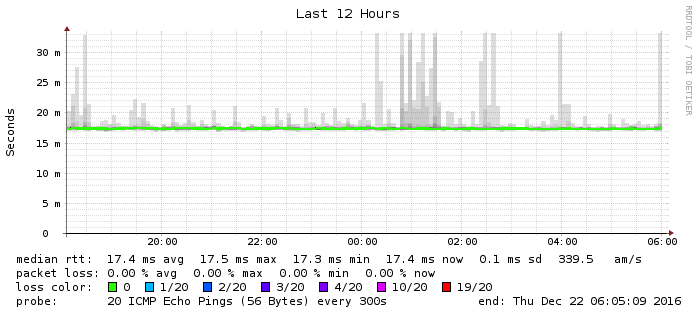 Last 12 Hours
RRDTOOL / TOBI OETIKER
Seconds
30 m
25 m
20 m
15 m
10 m
5 m
0
20:00 22:00 00:00 02:00 04:00 06:00
median rtt: 17.4 ms avg 17.5 ms max 17.3 ms min 17.4 ms now 0.1 ms sd 339.5 am/s
packet loss: 0.00 % avg 0.00 % max 0.00 % min 0.00 % now
loss color: 0 1/20 2/20 3/20 4/20 10/20 19/20
probe: 20 ICMP Echo Pings (56 Bytes) every 300s end: Thu Dec 22 06:05:09 2016